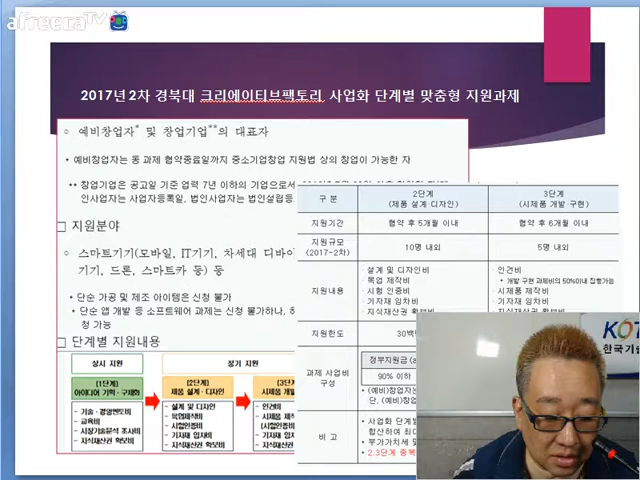 afreecaTV
2017년 2차 경북대 크리에이티브팩토리 사업화 단계별 맞춤형 지원과제
○ 예비창업자* 및 창업기업**의 대표자
* 예비창업자는 동 과제 협약종료일까지 중소기업창업 지원법 상의 창업이 가능한 자
** 창업기업은 공고일 기준 업력 7년 이하의 기업으로서
인사업자는 사업자등록일, 법인사업자는 법인설립등
□ 지원분야
○ 스마트기기(모바일, IT기기, 차세대 디바이
기기, 드론, 스마트카 등) 등
* 단순 가공 및 제조 아이템은 신청 불가
* 단순 앱 개발 등 소프트웨어 과제는 신청 불가하나,
청 가능
□ 단계별 지원내용
상시 지원
정기 지원
[1단계]
아이디어 기획·구체화
[2단계]
제품 설계·디자인
[3단
시제품 개
· 기술·경영멘토비
· 교육비
· 시장기술분석 조사비
· 지식재산권 확보비
· 설계 및 디자인
· 목업제작비
· 시험인증비
· 기자재 임차비
· 지식재산권 확보비
· 인건비
· 시제품 제작
(시험인증비
· 기자재 임
· 지식재산
구 분
2단계
(제품 설계·디자인)
3단계
(시제품 개발·구현)
지원기간
협약 후 5개월 이내
협약 후 6개월 이내
지원규모
(2017-2차)
10명 내외
5명 내외
지원내용
· 설계 및 디자인비
· 목업 제작비
· 시험 인증비
· 기자재 임차비
· 지식재산권 확보비
· 인건비
* 개발 구현 과제비의 50%이내 집행가능
· 시제품 제작비
· 기자재 임차비
· 지식재산권 확보비
지원한도
30백만
과제 사업비
구성
정부지원금
90% 이하
· (예비)창업자는
단, (예비)창업
비 고
· 사업화 단계별
합산하여 최대
· 부가가치세 및
· 2.3단계 중복
KOT
한국기술